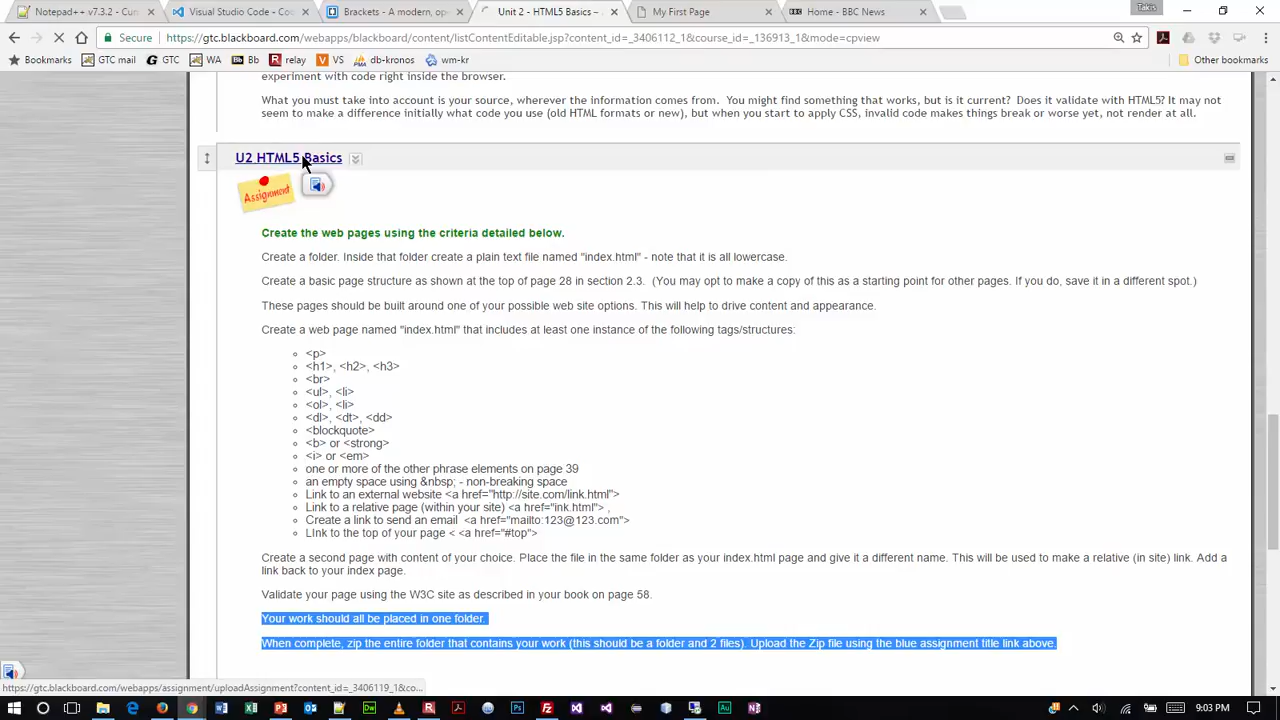 Notepad++ v7.3.2 - Curr
Visual Studio Code - Co
Brackets - A modern, op
Unit 2 - HTML5 Basics –
My First Page
Home - BBC News
Takis
Secure
https://gtc.blackboard.com/webapps/blackboard/content/listContentEditable.jsp?content_id=_3406112_1&course_id=_136913_1&mode=cpview
Bookmarks
GTC mail
GTC
WA
Bb
relay
VS
db-kronos
wm-kr
Other bookmarks
experiment with code right inside the browser.
What you must take into account is your source, wherever the information comes from.  You might find something that works, but is it current?  Does it validate with HTML5? It may not
seem to make a difference initially what code you use (old HTML formats or new), but when you start to apply CSS, invalid code makes things break or worse yet, not render at all.
U2 HTML5 Basics
Assignment
Create the web pages using the criteria detailed below.
Create a folder. Inside that folder create a plain text file named "index.html" - note that it is all lowercase.
Create a basic page structure as shown at the top of page 28 in section 2.3.  (You may opt to make a copy of this as a starting point for other pages. If you do, save it in a different spot.)
These pages should be built around one of your possible web site options. This will help to drive content and appearance.
Create a web page named "index.html" that includes at least one instance of the following tags/structures:
<p>
<h1>, <h2>, <h3>
<br>
<ul>, <li>
<ol>, <li>
<dl>, <dt>, <dd>
<blockquote>
<b> or <strong>
<i> or <em>
one or more of the other phrase elements on page 39
an empty space using &nbsp; - non-breaking space
Link to an external website <a href="http://site.com/link.html">
Link to a relative page (within your site) <a href="ink.html"> ,
Create a link to send an email  <a href="mailto:123@123.com">
LInk to the top of your page < <a href="#top">
Create a second page with content of your choice. Place the file in the same folder as your index.html page and give it a different name. This will be used to make a relative (in site) link. Add a
link back to your index page.
Validate your page using the W3C site as described in your book on page 58.
Your work should all be placed in one folder.
When complete, zip the entire folder that contains your work (this should be a folder and 2 files). Upload the Zip file using the blue assignment title link above.
https://gtc.blackboard.com/webapps/assignment/uploadAssignment?content_id=_3406119_1&co...
9:03 PM